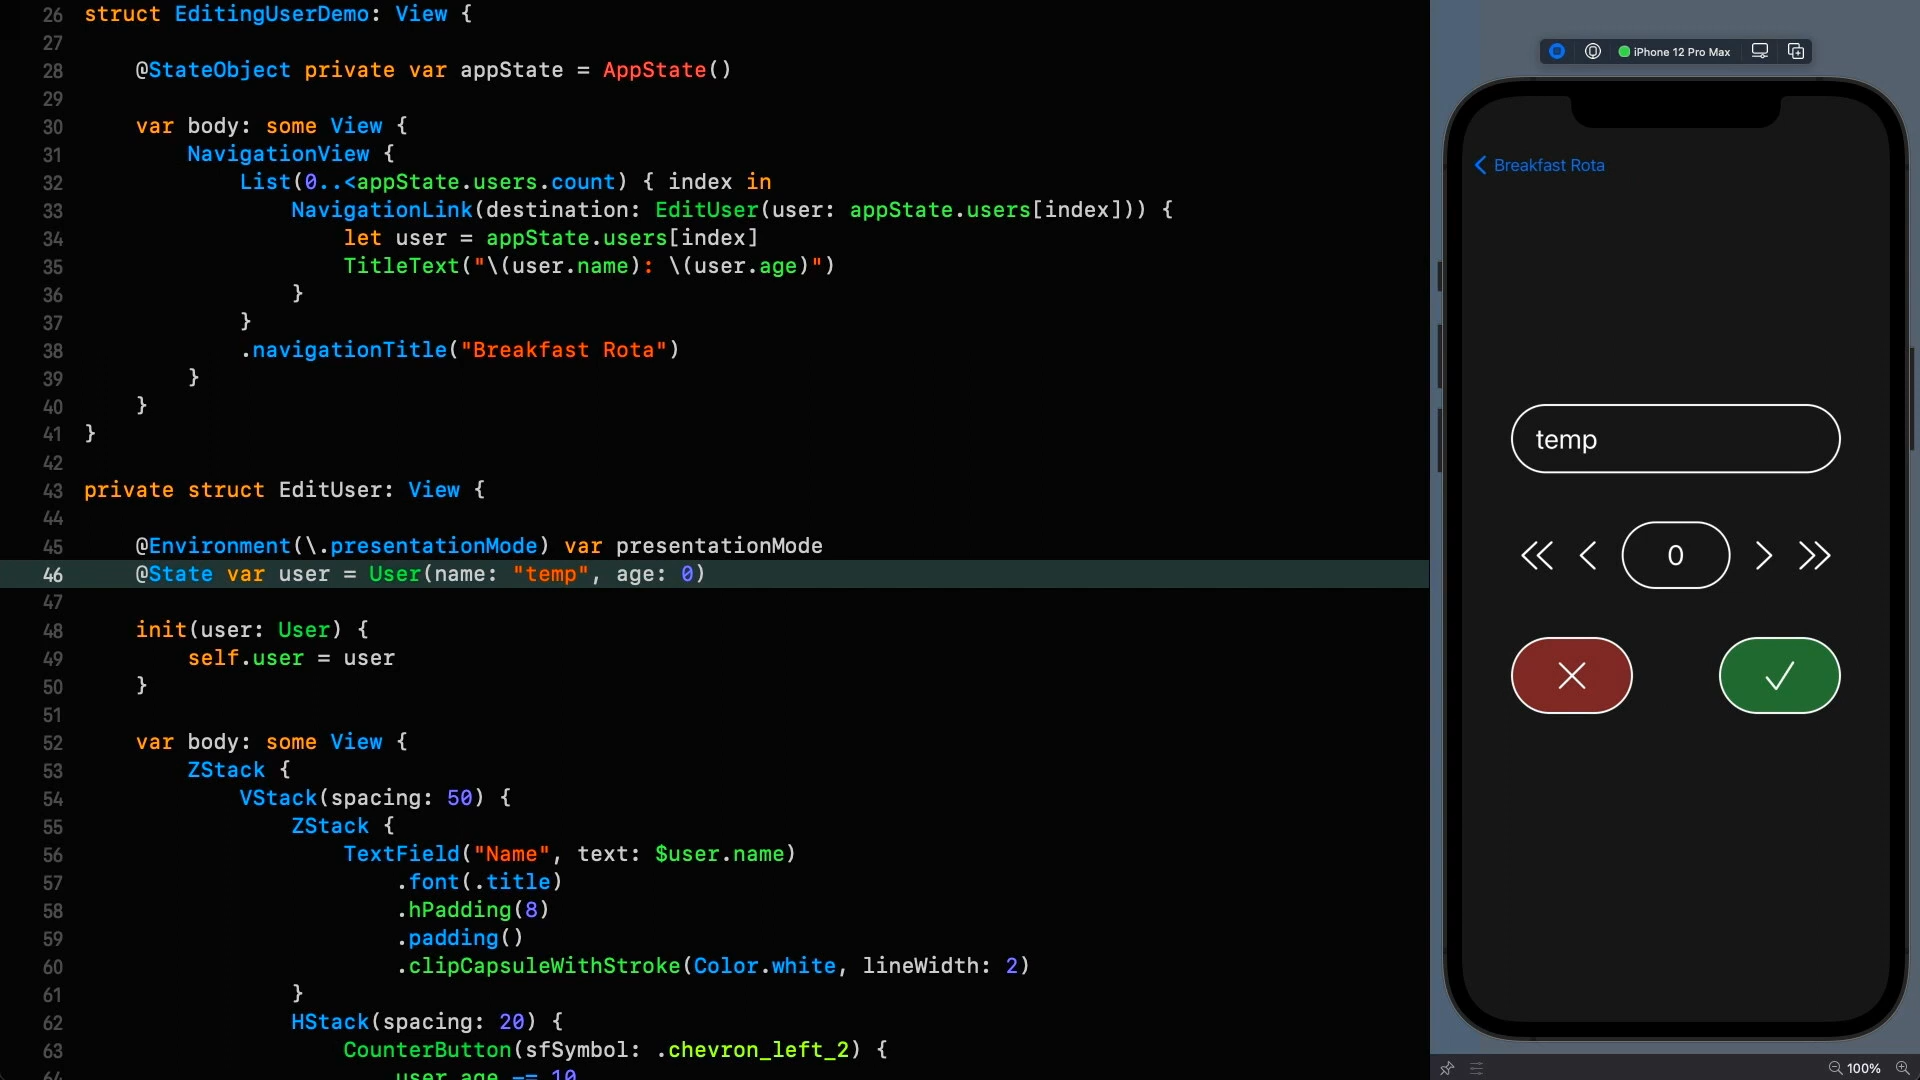 26 struct EditingUserDemo: View {
27
28 @StateObject private var appState = AppState()
29
30 var body: some View {
31 NavigationView {
32 List(0..<appState.users.count) { index in
33 NavigationLink(destination: EditUser(user: appState.users[index])) {
34 let user = appState.users[index]
35 TitleText("\(user.name): \(user.age)")
36 }
37 }
38 .navigationTitle("Breakfast Rota")
39 }
40 }
41 }
42
43 private struct EditUser: View {
44
45 @Environment(\.presentationMode) var presentationMode
46 @State var user = User(name: "temp", age: 0)
47
48 init(user: User) {
49 self.user = user
50 }
51
52 var body: some View {
53 ZStack {
54 VStack(spacing: 50) {
55 ZStack {
56 TextField("Name", text: $user.name)
57 .font(.title)
58 .hPadding(8)
59 .padding()
60 .clipCapsuleWithStroke(Color.white, lineWidth: 2)
61 }
62 HStack(spacing: 20) {
63 CounterButton(sfSymbol: .chevron_left_2) {
64 user.age -= 10
iPhone 12 Pro Max
Breakfast Rota
temp
0
100%